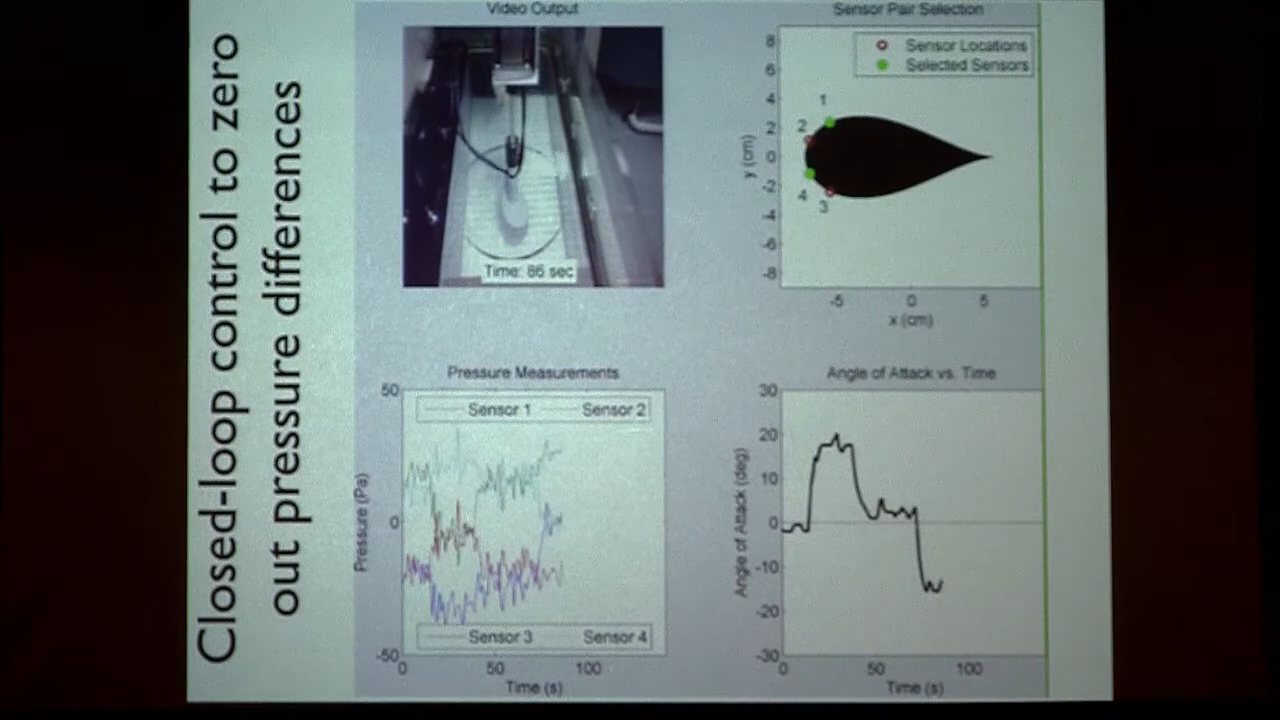 Closed-loop control to zero
out pressure differences
Video Output
Time: 86 sec
Sensor Pair Selection
Sensor Locations
Selected Sensors
8
6
4
2
0
-2
-4
-6
-8
y (cm)
1
2
4
3
-5 0 5
x (cm)
Pressure Measurements
50
0
-50
Pressure (Pa)
Sensor 1 Sensor 2
Sensor 3 Sensor 4
0 50 100
Time (s)
Angle of Attack vs. Time
30
20
10
0
-10
-20
-30
Angle of Attack (deg)
0 50 100
Time (s)